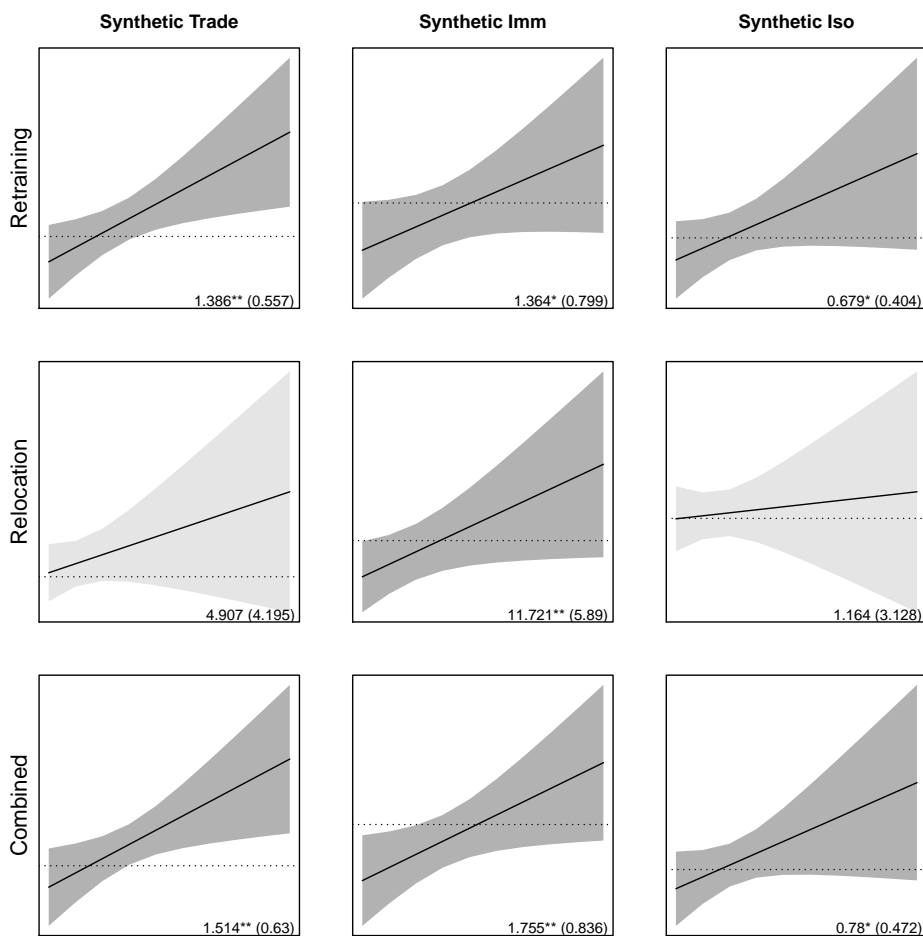 Synthetic Trade Synthetic Imm Synthetic Iso
Retraining
1.386** (0.557) 1.364* (0.799) 0.679* (0.404)
Relocation
4.907 (4.195) 11.721** (5.89) 1.164 (3.128)
Combined
1.514** (0.63) 1.755** (0.836) 0.78* (0.472)